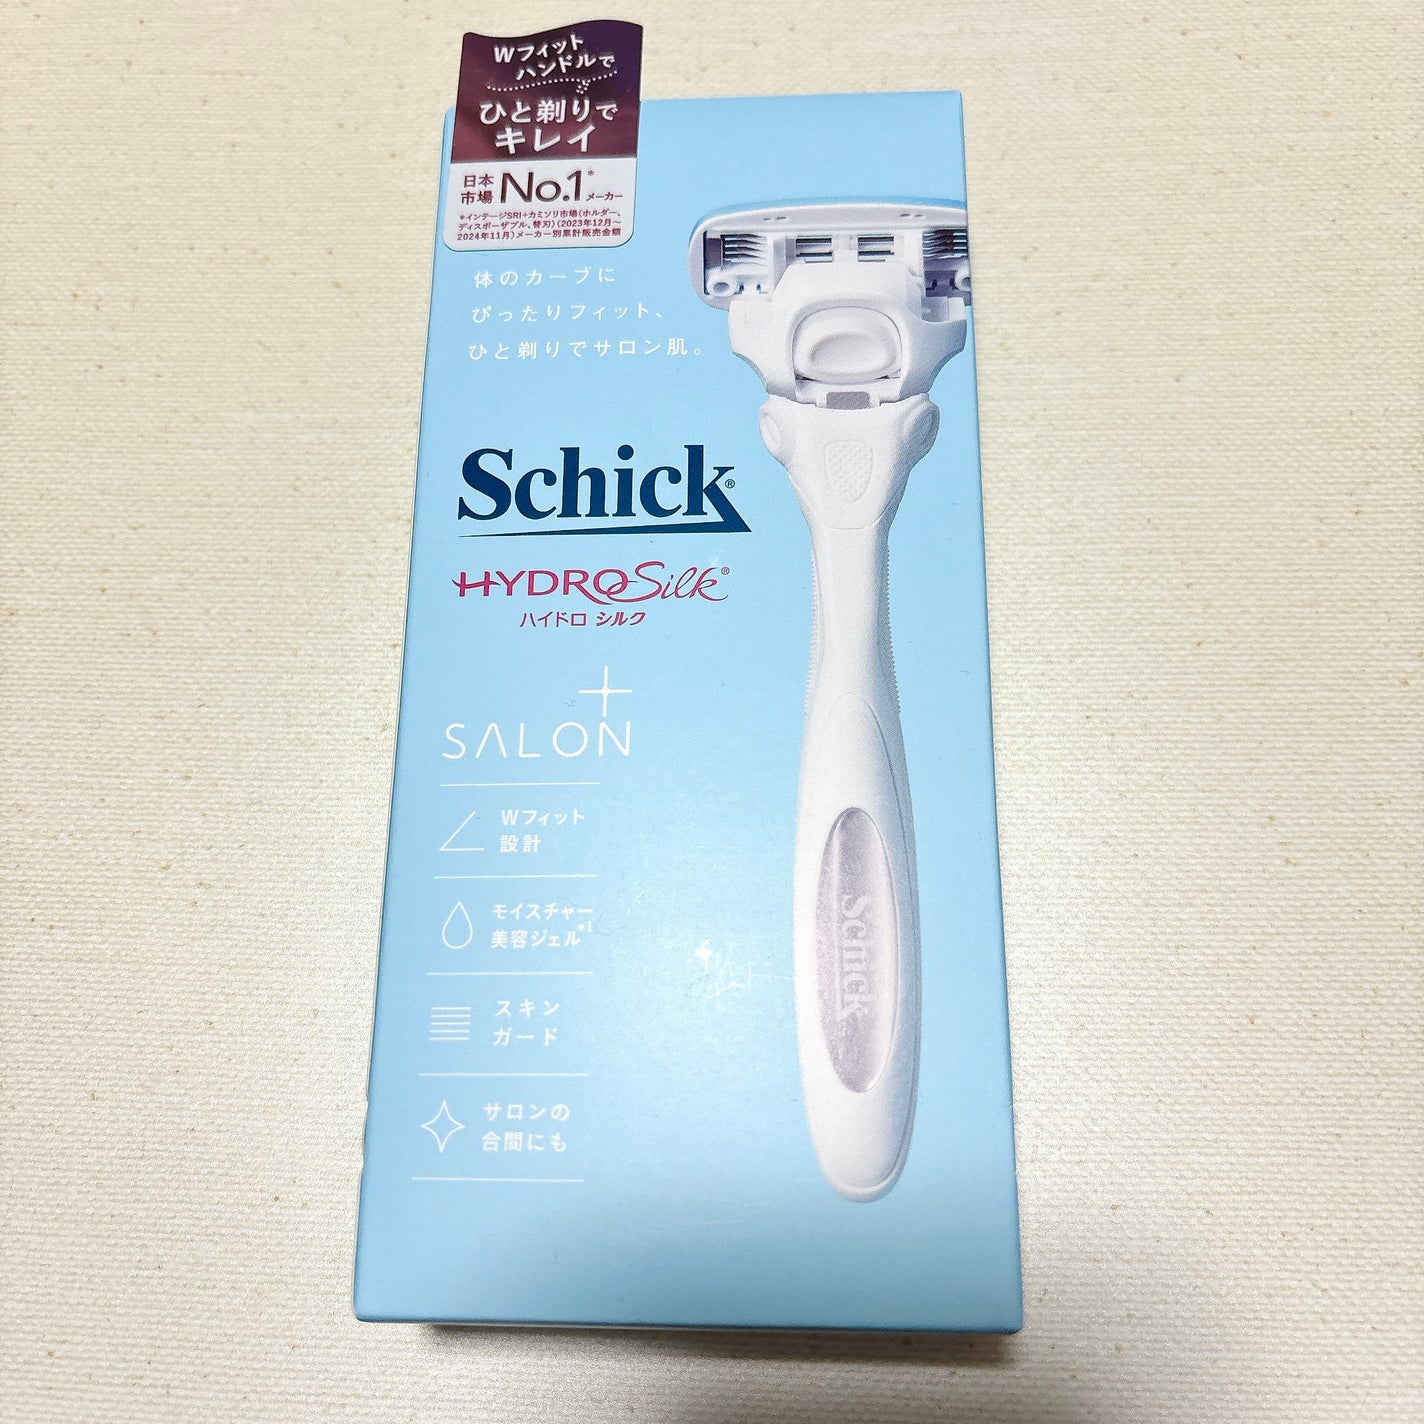 Wフィット
ハンドルで
ひと剃りで
キレイ
日本
市場 No.1* メーカー
*インテージSRI+カミソリ市場(ホルダー、
ディスポーザブル、替刃)(2023年12月~
2024年11月)メーカー別累計販売金額
体のカーブに
ぴったりフィット、
ひと剃りでサロン肌。
Schick®
HYDRO Silk®
ハイドロ シルク
+
SALON
Wフィット
設計
モイスチャー
美容ジェル*1
スキン
ガード
サロンの
合間にも
Schick